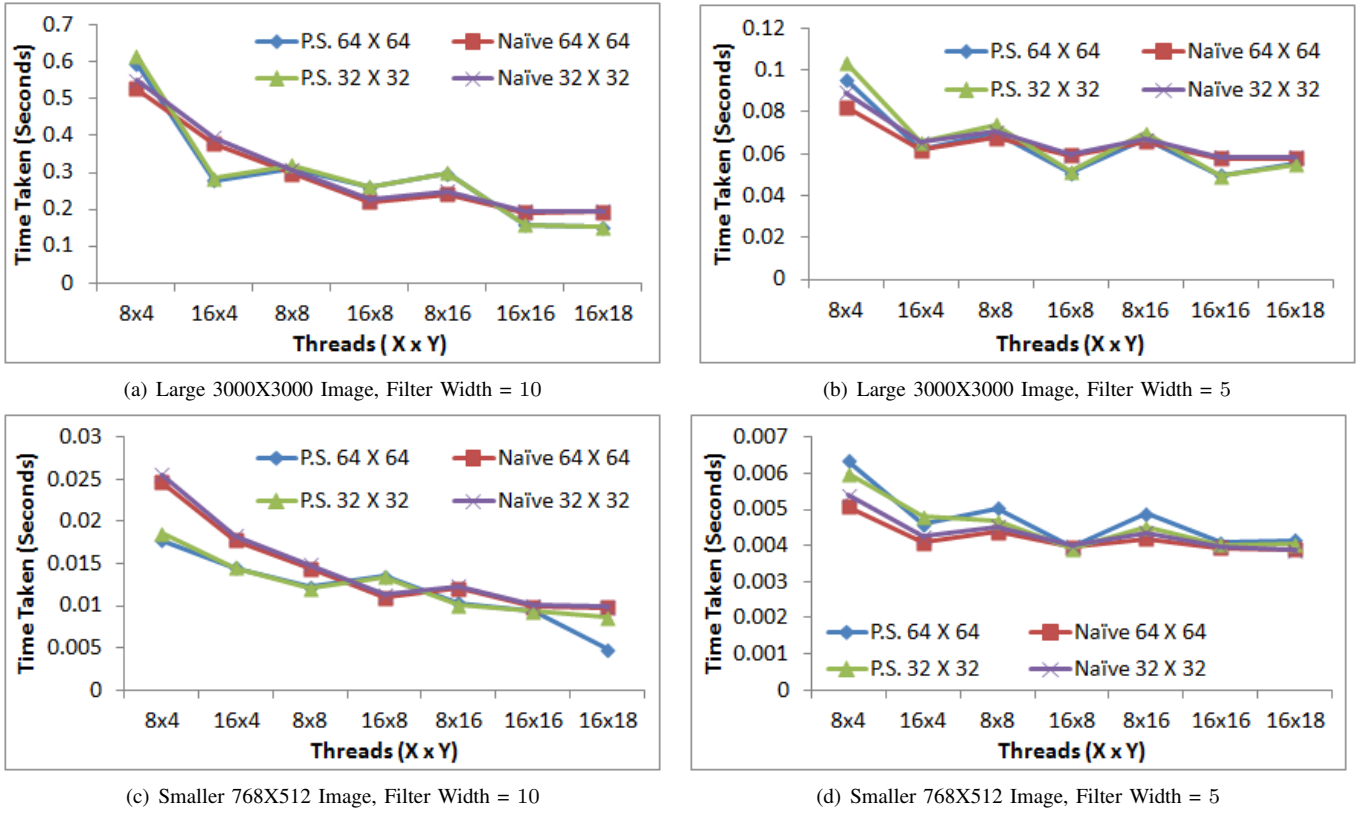 0.7
0.6
0.5
0.4
0.3
0.2
0.1
0
Time Taken (Seconds)
P.S. 64 X 64
Naïve 64 X 64
P.S. 32 X 32
Naïve 32 X 32
8x4 16x4 8x8 16x8 8x16 16x16 16x18
Threads ( X x Y)
(a) Large 3000X3000 Image, Filter Width = 10
0.12
0.1
0.08
0.06
0.04
0.02
0
Time Taken (Seconds)
P.S. 64 X 64
Naïve 64 X 64
P.S. 32 X 32
Naïve 32 X 32
8x4 16x4 8x8 16x8 8x16 16x16 16x18
Threads (X x Y)
(b) Large 3000X3000 Image, Filter Width = 5
0.03
0.025
0.02
0.015
0.01
0.005
0
Time Taken (Seconds)
P.S. 64 X 64
Naïve 64 X 64
P.S. 32 X 32
Naïve 32 X 32
8x4 16x4 8x8 16x8 8x16 16x16 16x18
Threads (X x Y)
(c) Smaller 768X512 Image, Filter Width = 10
0.007
0.006
0.005
0.004
0.003
0.002
0.001
0
Time Taken (Seconds)
P.S. 64 X 64
Naïve 64 X 64
P.S. 32 X 32
Naïve 32 X 32
8x4 16x4 8x8 16x8 8x16 16x16 16x18
Threads (X x Y)
(d) Smaller 768X512 Image, Filter Width = 5